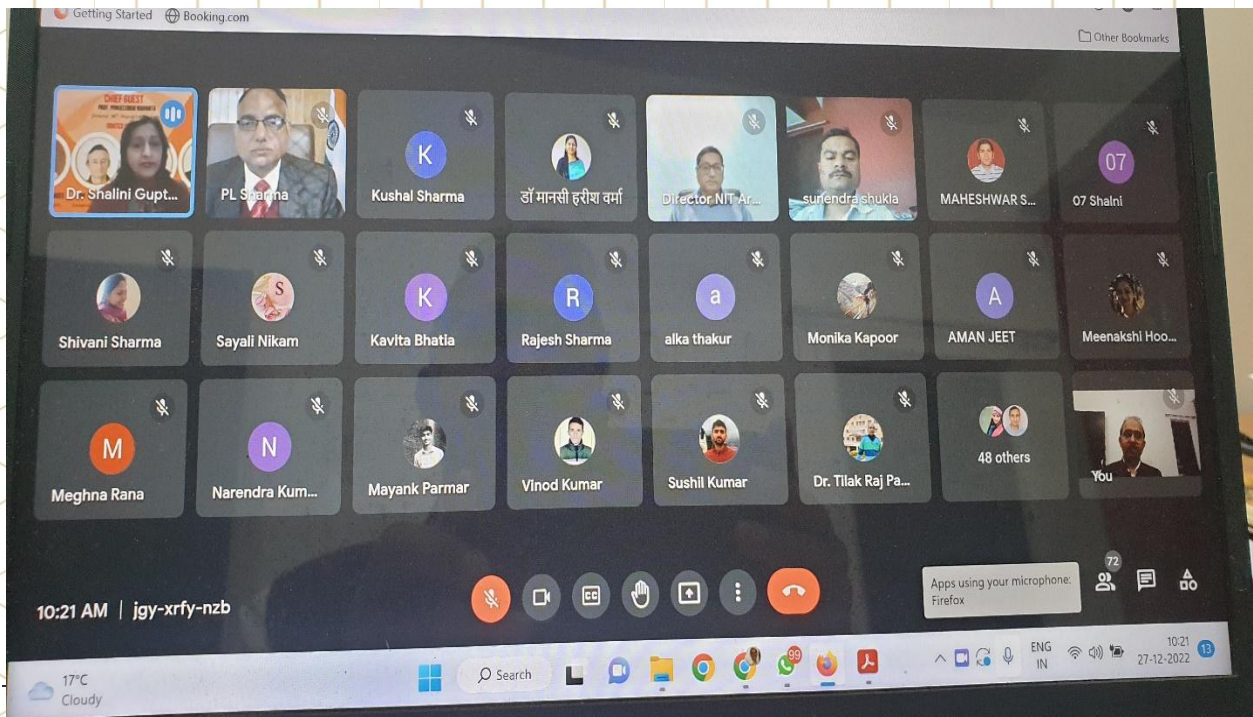 Getting Started Booking.com
Other Bookmarks
CHIEF GUEST
Dr. Shalini Gupt...
PL Sharma
K
Kushal Sharma
डॉ मानसी हरीश वर्मा
Director NIT Ar...
surendra shukla
MAHESHWAR S...
07
07 Shalni
Shivani Sharma
S
Sayali Nikam
K
Kavita Bhatia
R
Rajesh Sharma
a
alka thakur
Monika Kapoor
A
AMAN JEET
Meenakshi Hoo...
M
Meghna Rana
N
Narendra Kum...
Mayank Parmar
Vinod Kumar
Sushil Kumar
Dr. Tilak Raj Pa...
48 others
You
10:21 AM | jgy-xrfy-nzb
CC
Apps using your microphone:
Firefox
72
17°C
Cloudy
Search
99
ENG
IN
10:21
27-12-2022
13